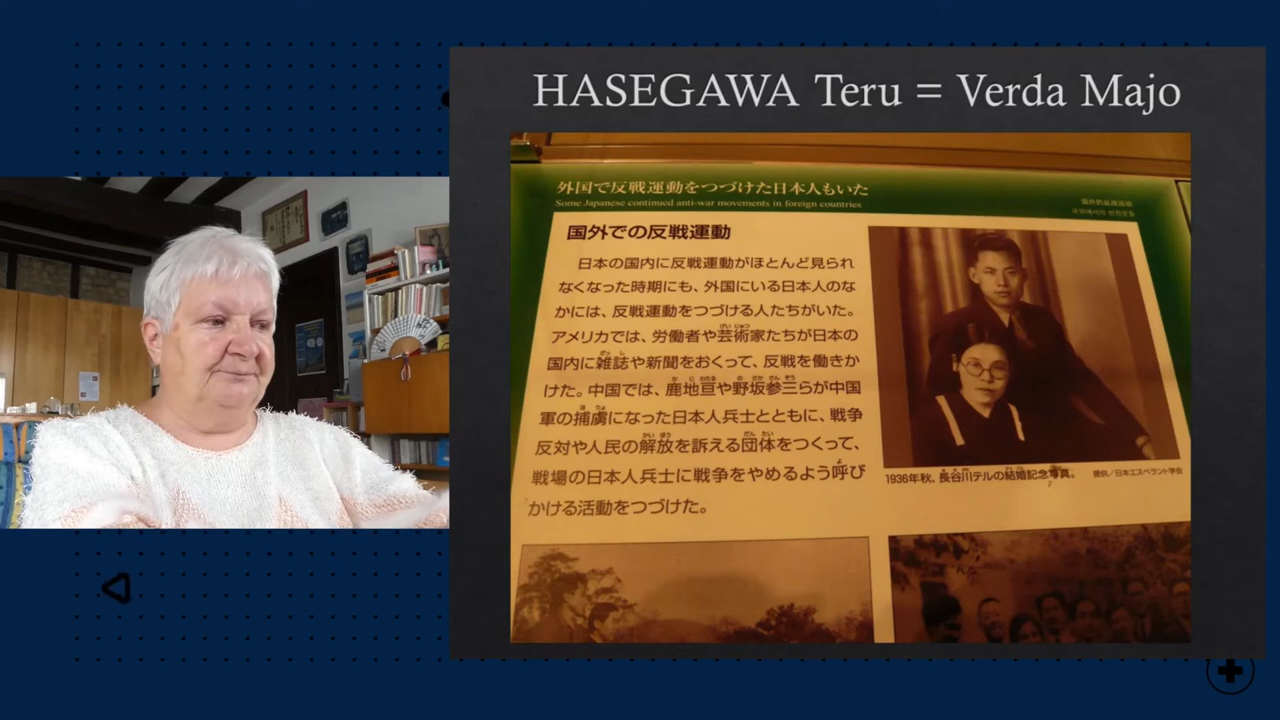 HASEGAWA Teru = Verda Majo
外国で反戦運動をつづけた日本人もいた
Some Japanese continued anti-war movements in foreign countries
国外での反戦運動
日本の国内に反戦運動がほとんど見られ
なくなった時期にも、外国にいる日本人のな
かには、反戦運動をつづける人たちがいた。
アメリカでは、労働者や芸術家たちが日本の
国内に雑誌や新聞をおくって、反戦を働きか
けた。中国では、鹿地亘や野坂参三らが中国
軍の捕虜になった日本人兵士とともに、戦争
反対や人民の解放を訴える団体をつくって、
戦場の日本人兵士に戦争をやめるよう呼び
かける活動をつづけた。
1936年秋、長谷川テルの結婚記念写真。 提供／日本エスペラント学会